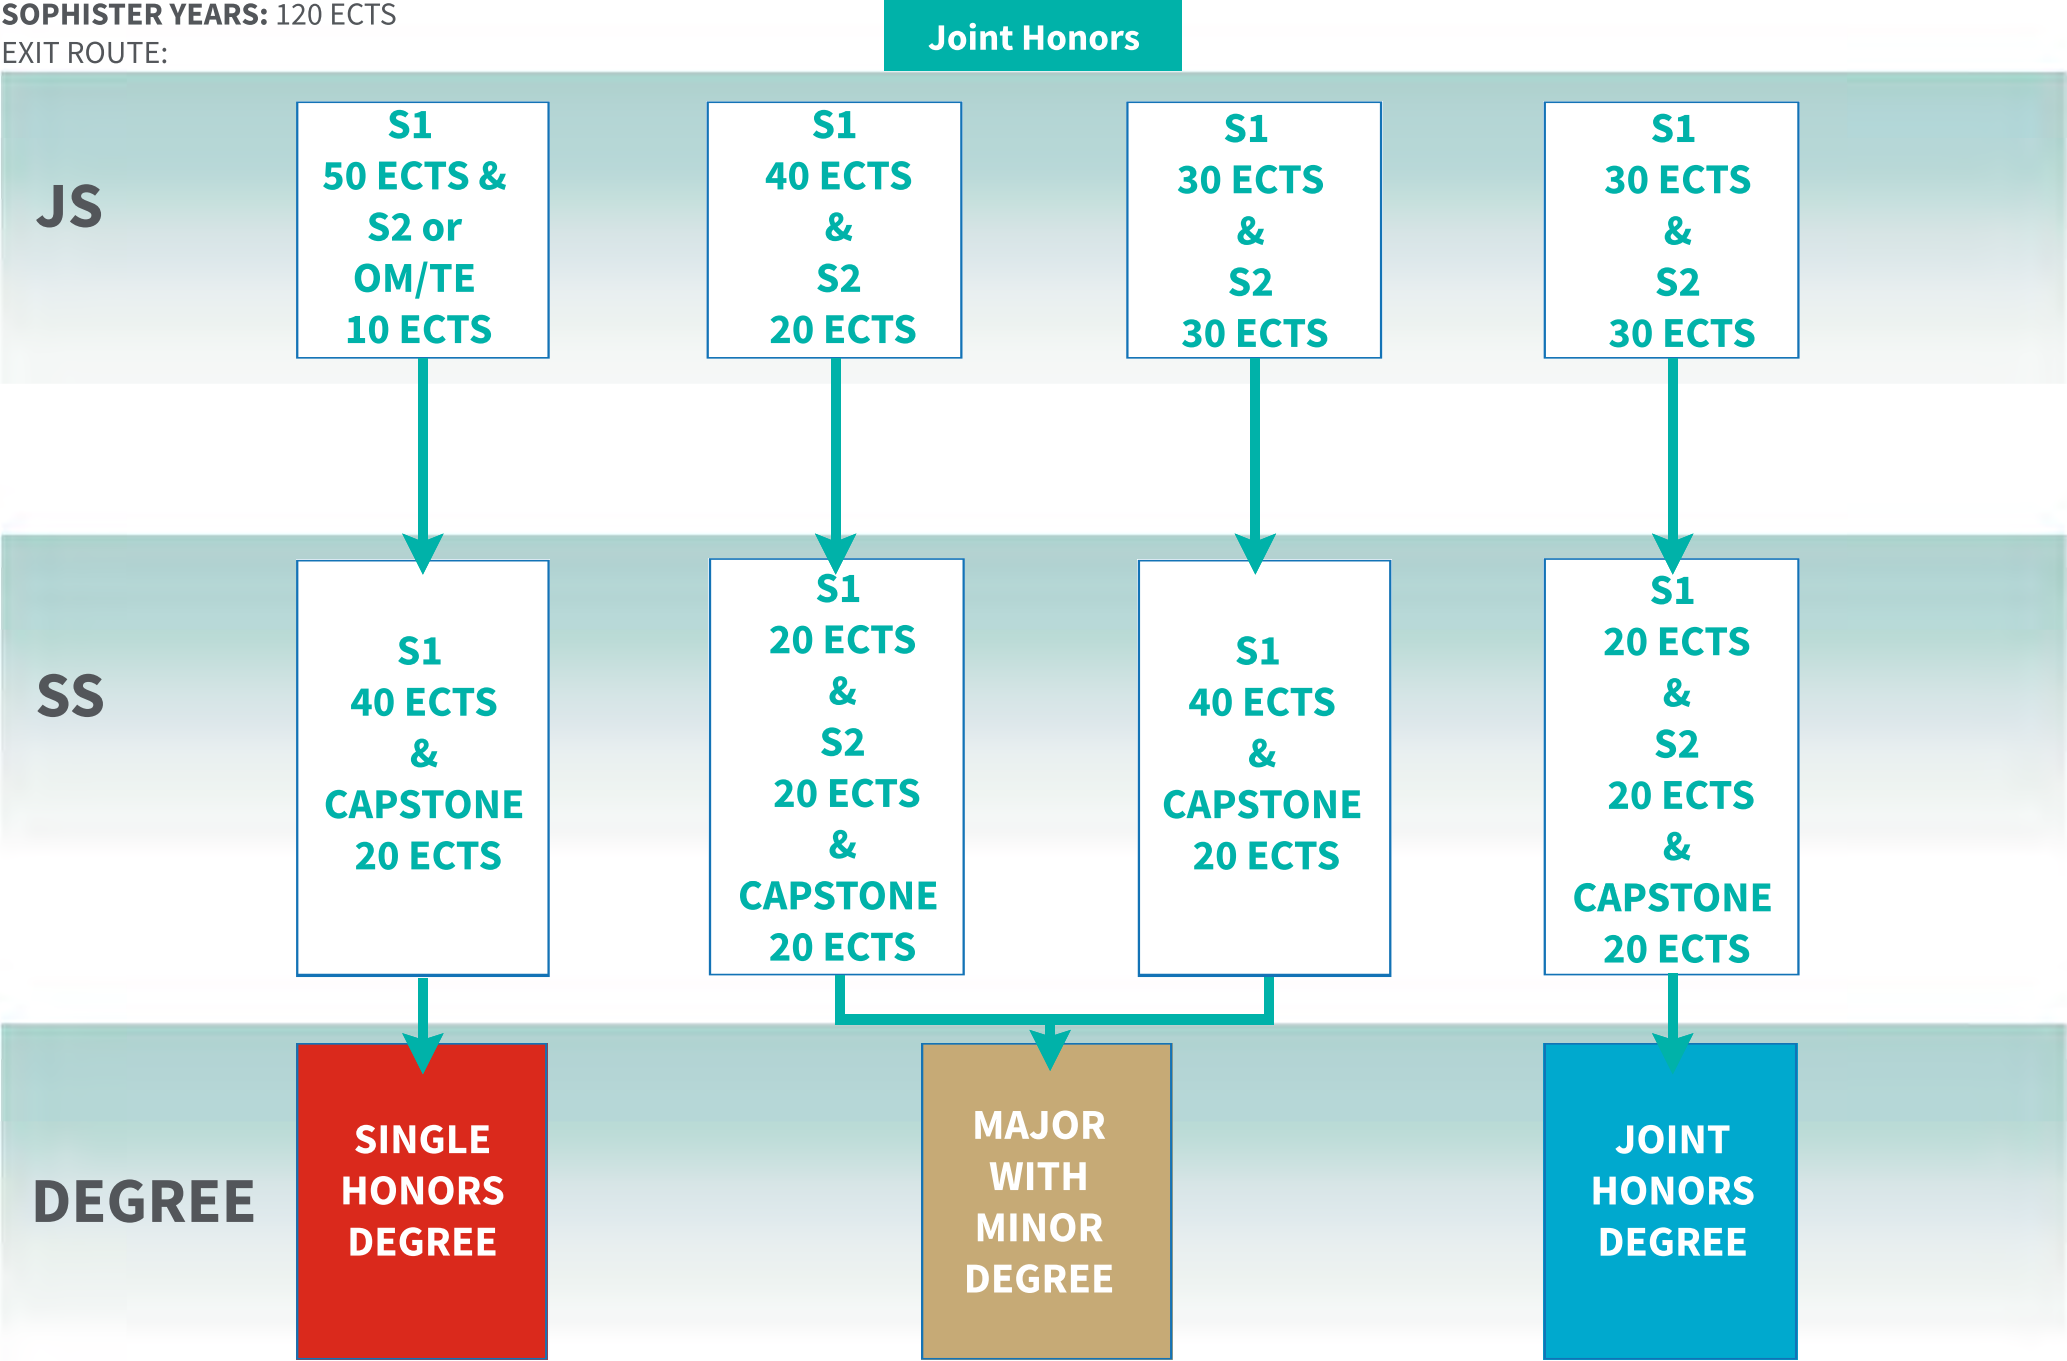 SOPHISTER YEARS: 120 ECTS
EXIT ROUTE:
Joint Honors
JS
S1
50 ECTS &
S2 or
OM/TE
10 ECTS
S1
40 ECTS
&
S2
20 ECTS
S1
30 ECTS
&
S2
30 ECTS
S1
30 ECTS
&
S2
30 ECTS
SS
S1
40 ECTS
&
CAPSTONE
20 ECTS
S1
20 ECTS
&
S2
20 ECTS
&
CAPSTONE
20 ECTS
S1
40 ECTS
&
CAPSTONE
20 ECTS
S1
20 ECTS
&
S2
20 ECTS
&
CAPSTONE
20 ECTS
DEGREE
SINGLE
HONORS
DEGREE
MAJOR
WITH
MINOR
DEGREE
JOINT
HONORS
DEGREE